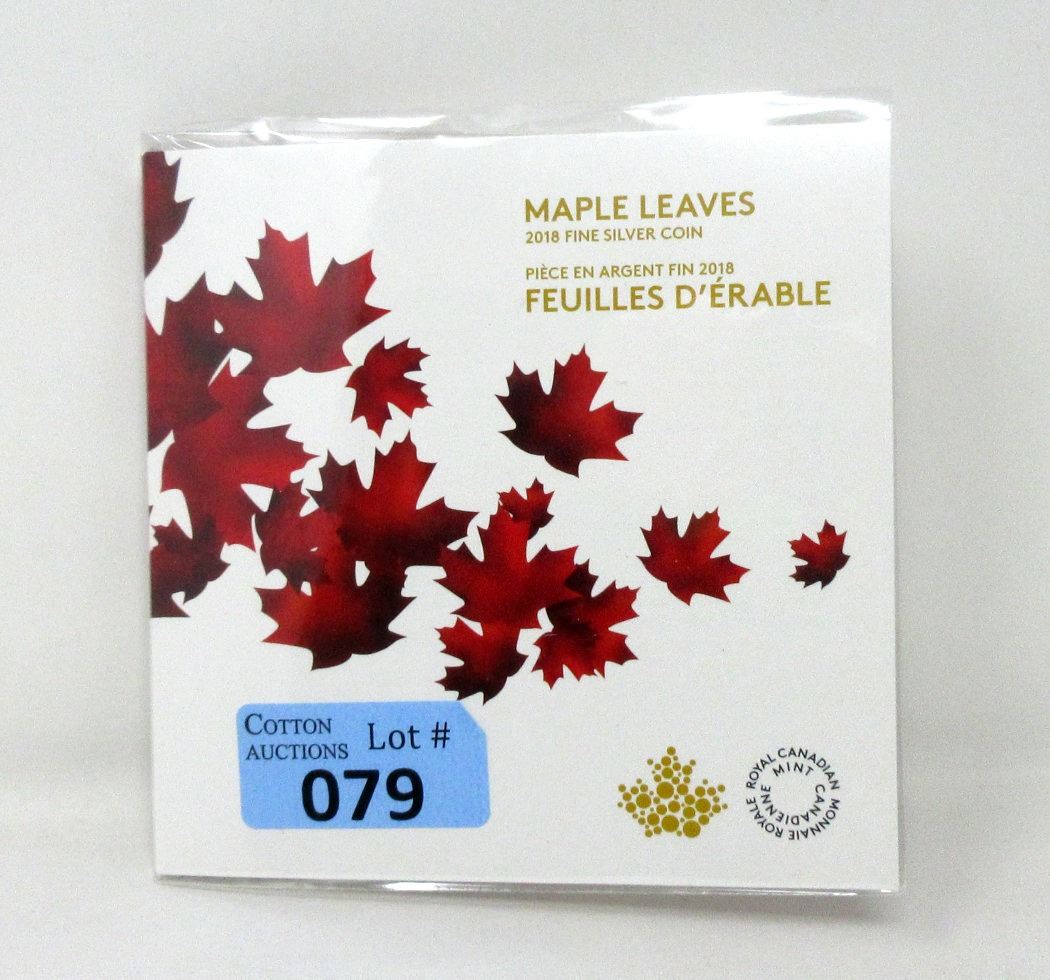 MAPLE LEAVES
2018 FINE SILVER COIN
PIÈCE EN ARGENT FIN 2018
FEUILLES D'ÉRABLE
COTTON
AUCTIONS
Lot #
079
ROYAL CANADIAN MINT
MONNAIE ROYALE CANADIENNE